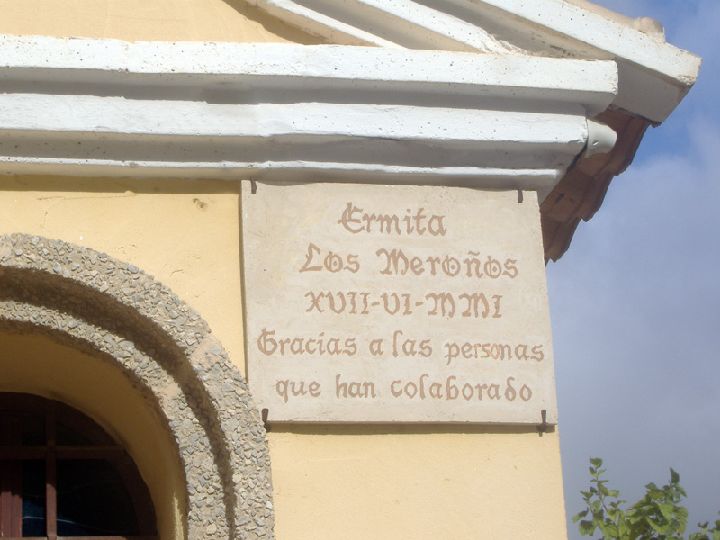 Ermita
Los Meroños
XVII-VI-MMI
Gracias a las personas
que han colaborado